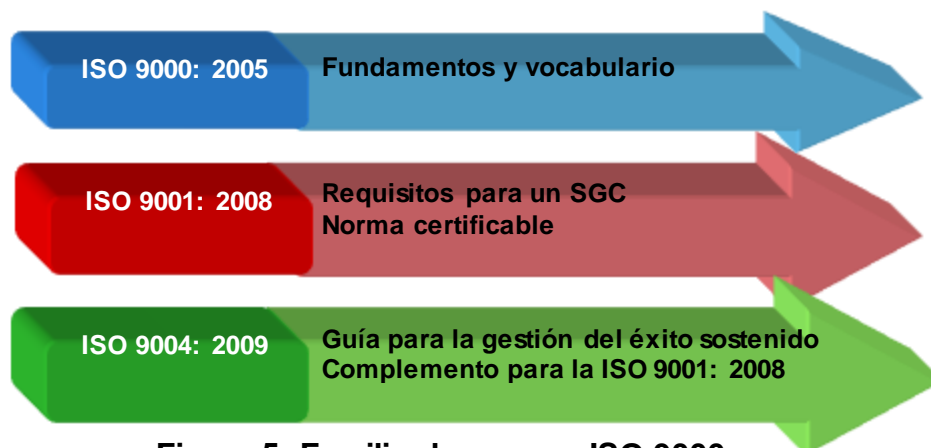 ISO 9000: 2005
Fundamentos y vocabulario
ISO 9001: 2008
Requisitos para un SGC
Norma certificable
ISO 9004: 2009
Guía para la gestión del éxito sostenido
Complemento para la ISO 9001: 2008